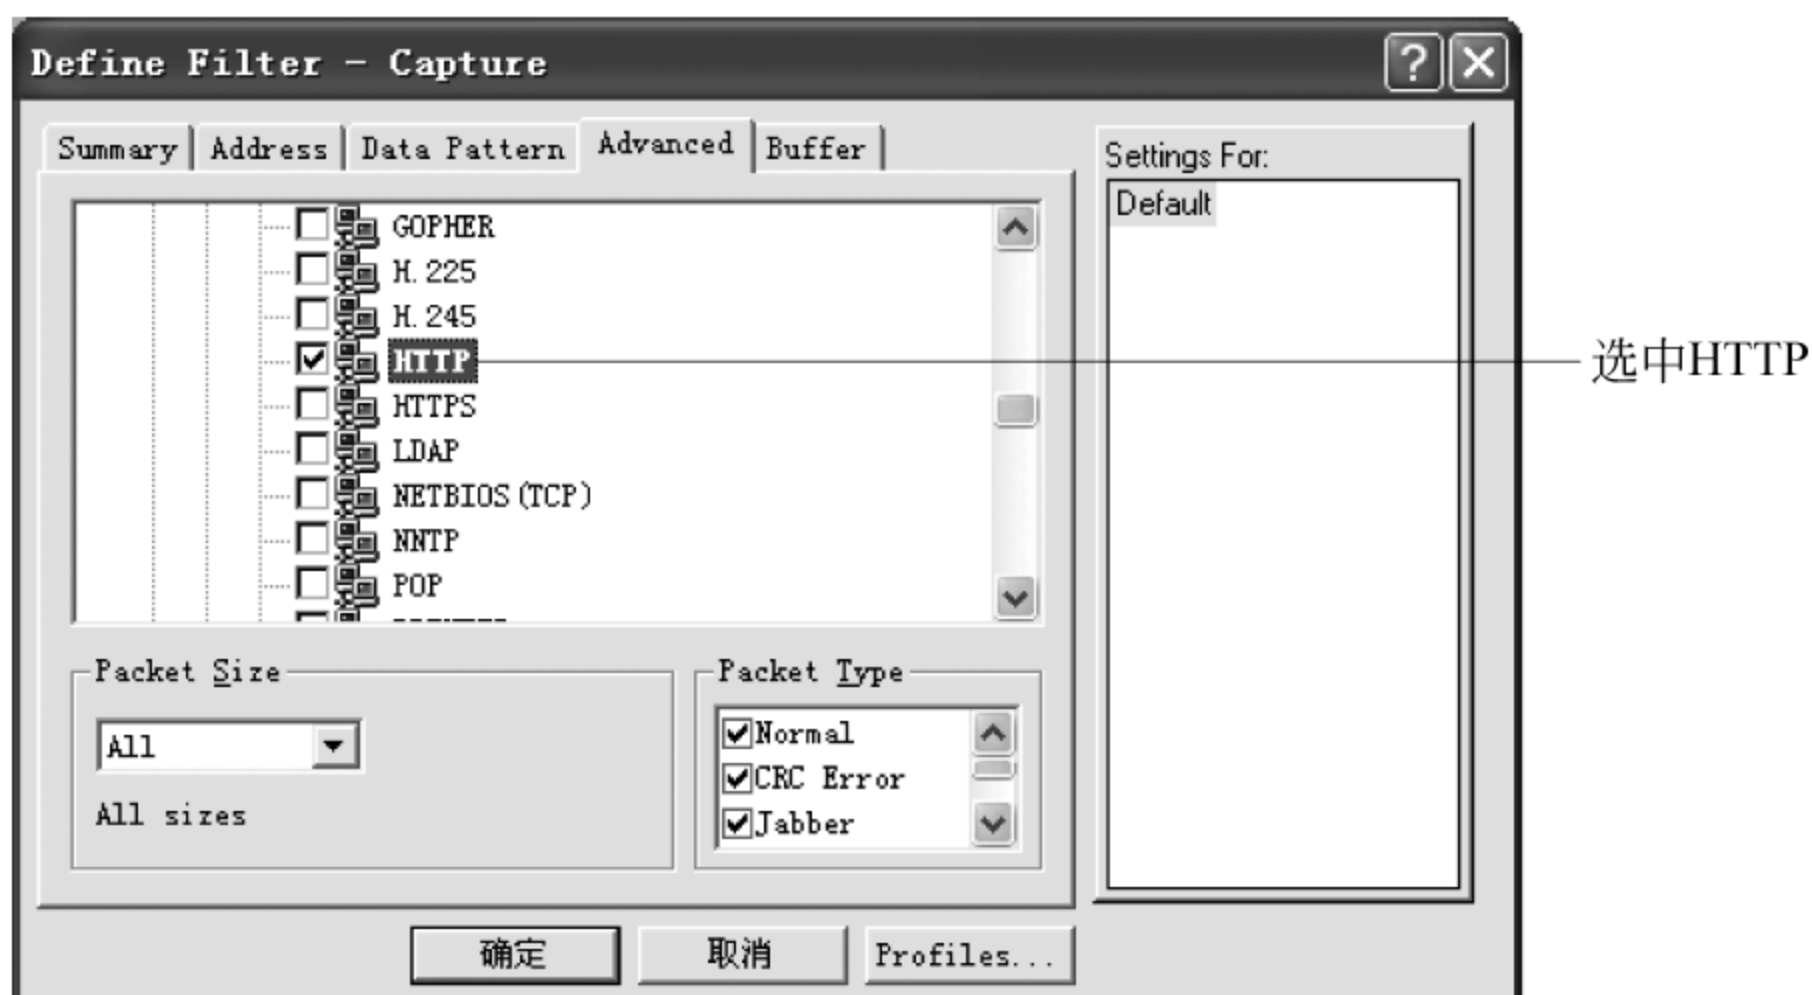 Define Filter - Capture
Summary
Address
Data Pattern
Advanced
Buffer
GOPHER
H.225
H.245
HTTP
HTTPS
LDAP
NETBIOS(TCP)
NNTP
POP
Packet Size
All
All sizes
Packet Type
Normal
CRC Error
Jabber
确定
取消
Profiles...
Settings For:
Default
选中HTTP